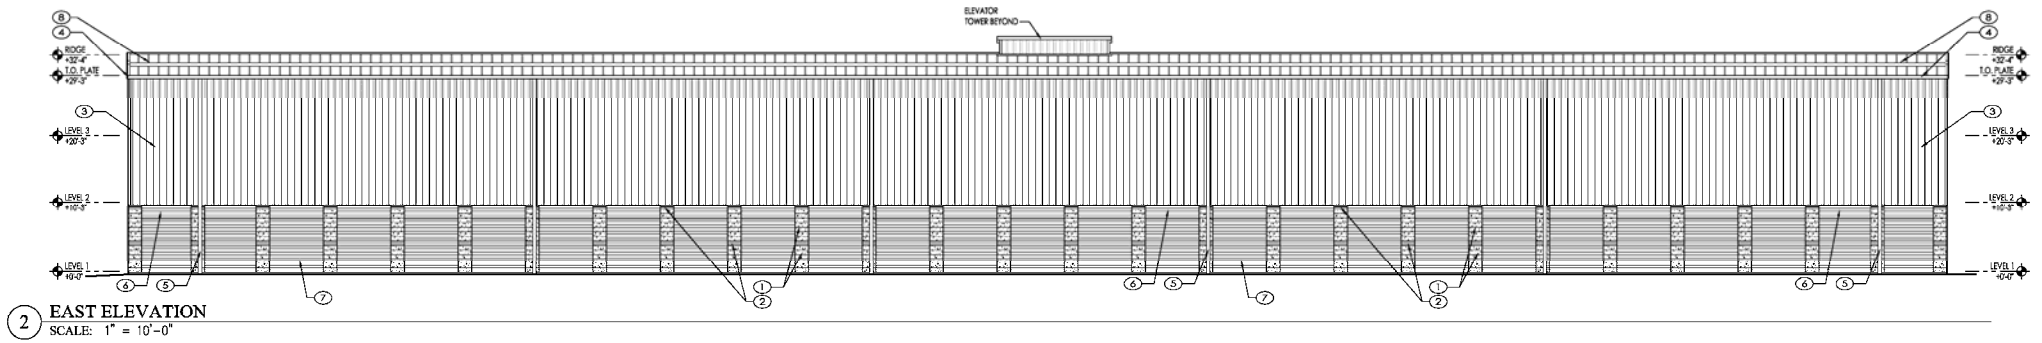 ELEVATOR
TOWER BEYOND
8
4
RIDGE
+32'-4"
T.O. PLATE
+29'-3"
3
LEVEL 3
+20'-3"
LEVEL 2
+10'-3"
LEVEL 1
+0'-0"
8
4
RIDGE
+32'-4"
T.O. PLATE
+29'-3"
3
LEVEL 3
+20'-3"
LEVEL 2
+10'-3"
LEVEL 1
+0'-0"
6
5
7
1
2
6
5
7
1
2
6
5
2 EAST ELEVATION
SCALE: 1" = 10'-0"